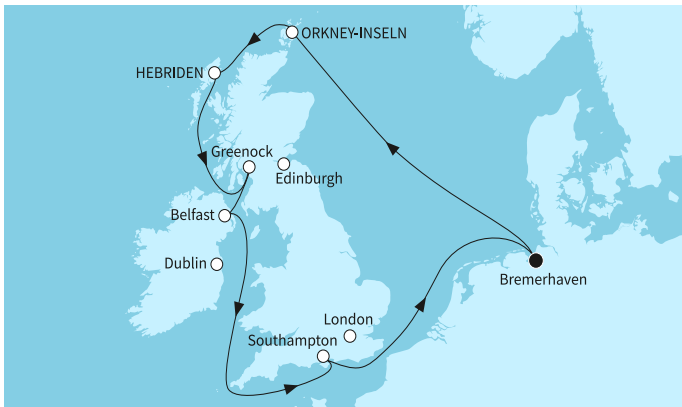 ORKNEY-INSELN
HEBRIDEN
Greenock
Edinburgh
Belfast
Dublin
Bremerhaven
London
Southampton